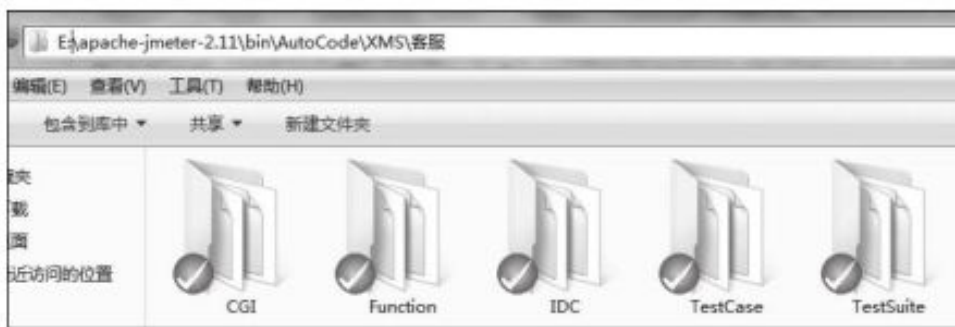 E:\apache-jmeter-2.11\bin\AutoCode\XMS\客服
编辑(E) 查看(V) 工具(T) 帮助(H)
包含到库中 共享 新建文件夹
夹
载
面
近访问的位置
CGI Function IDC TestCase TestSuite